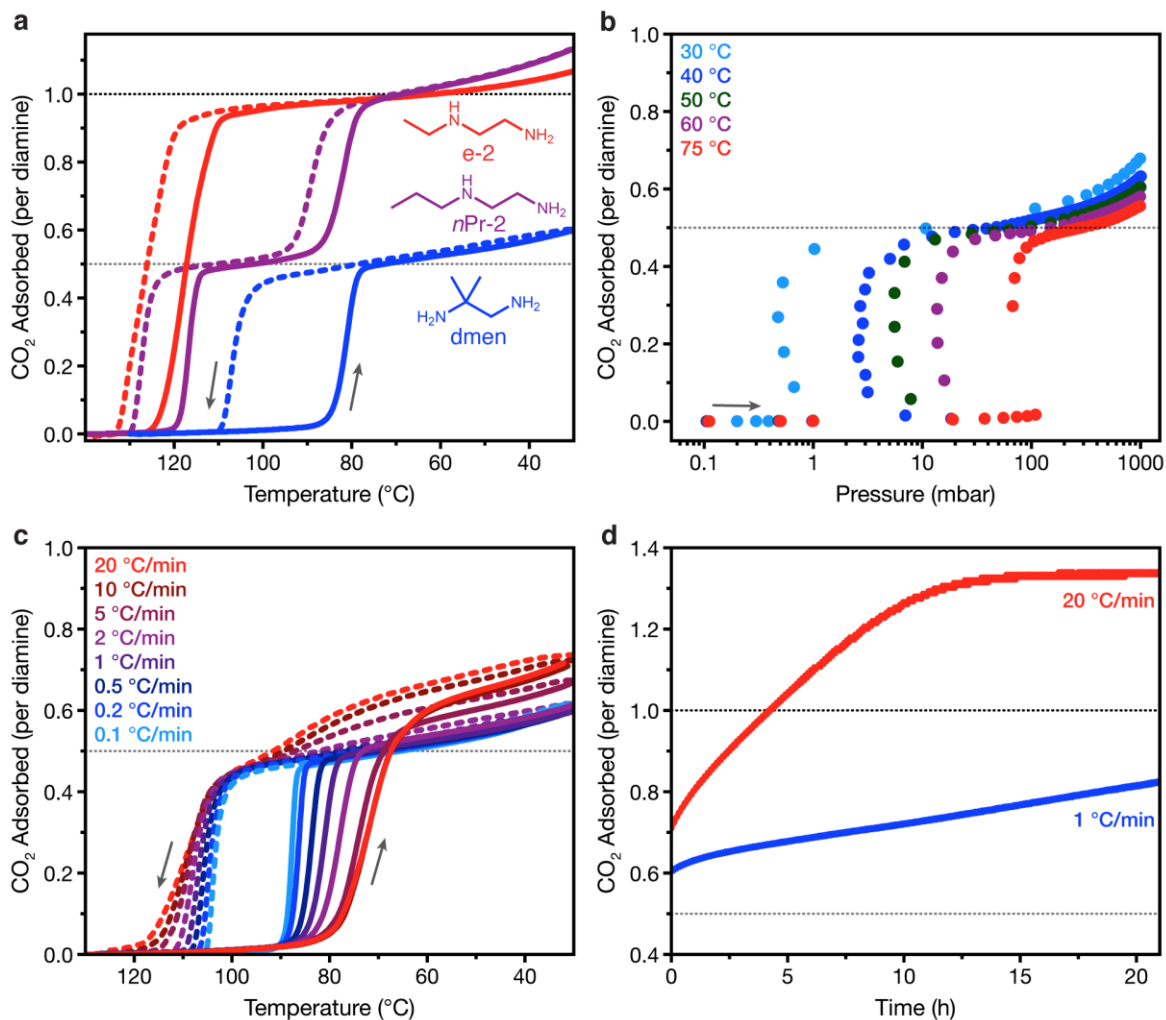 a
CO2 Adsorbed (per diamine)
1.0
0.8
0.6
0.4
0.2
0.0
120
100
80
60
40
Temperature (°C)
H
N
NH2
e-2
H
N
NH2
nPr-2
NH2
H2N
dmen
b
CO2 Adsorbed (per diamine)
1.0
0.8
0.6
0.4
0.2
0.0
30 °C
40 °C
50 °C
60 °C
75 °C
0.1
1
10
100
1000
Pressure (mbar)
c
CO2 Adsorbed (per diamine)
1.0
0.8
0.6
0.4
0.2
0.0
20 °C/min
10 °C/min
5 °C/min
2 °C/min
1 °C/min
0.5 °C/min
0.2 °C/min
0.1 °C/min
120
100
80
60
40
Temperature (°C)
d
CO2 Adsorbed (per diamine)
1.4
1.2
1.0
0.8
0.6
0.4
20 °C/min
1 °C/min
0
5
10
15
20
Time (h)